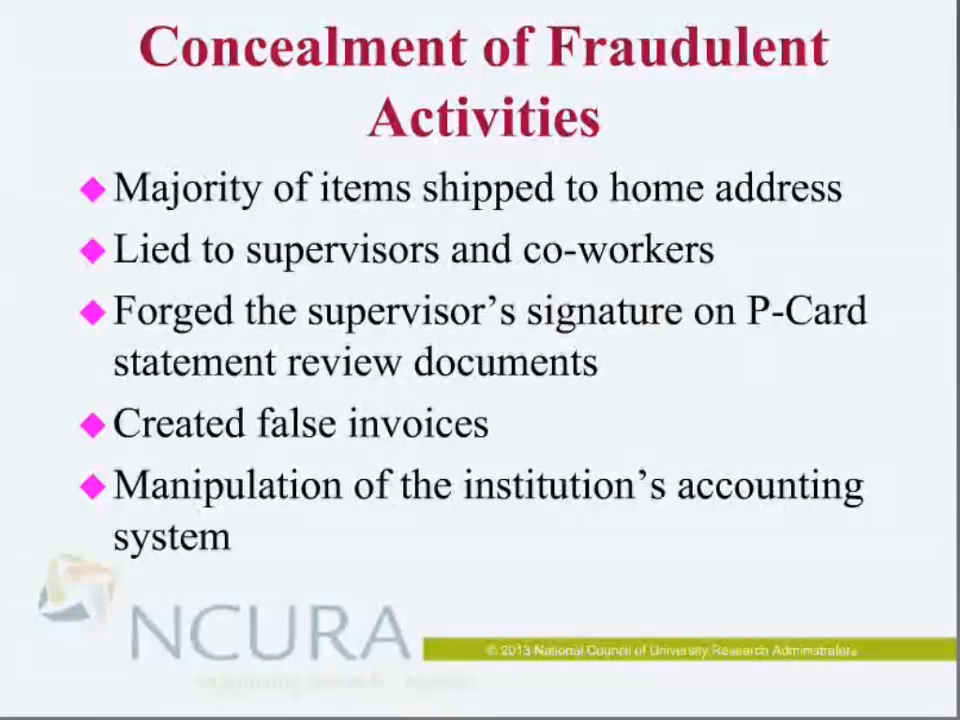 Concealment of Fraudulent
Activities
Majority of items shipped to home address
Lied to supervisors and co-workers
Forged the supervisor's signature on P-Card
statement review documents
Created false invoices
Manipulation of the institution's accounting
system
NCURA
© 2013 National Council of University Research Administrators